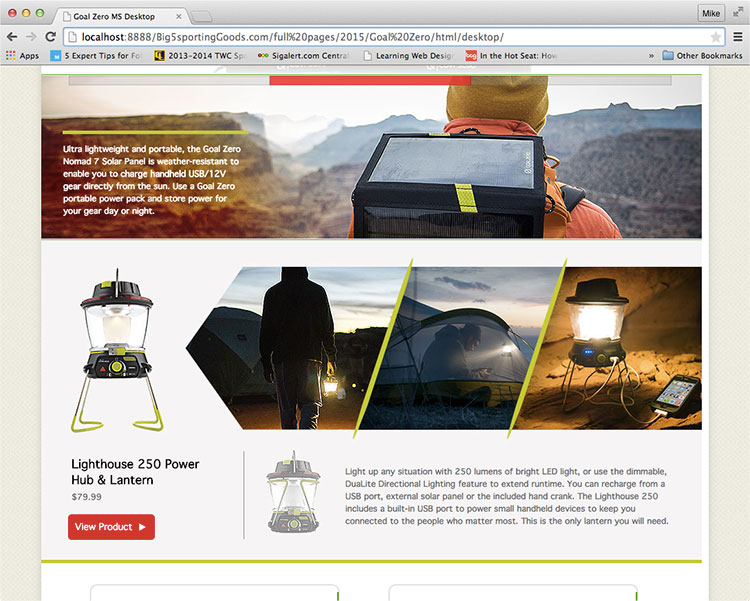 Goal Zero MS Desktop
Mike
localhost:8888/Big5sportingGoods.com/full%20pages/2015/Goal%20Zero/html/desktop/
Apps
5 Expert Tips for Fol
2013-2014 TWC Spo
Sigalert.com Central
Learning Web Design
In the Hot Seat: How
»
Other Bookmarks
Ultra lightweight and portable, the Goal Zero
Nomad 7 Solar Panel is weather-resistant to
enable you to charge handheld USB/12V
gear directly from the sun. Use a Goal Zero
portable power pack and store power for
your gear day or night.
GOALZERO
Lighthouse 250 Power
Hub & Lantern
$79.99
View Product
Light up any situation with 250 lumens of bright LED light, or use the dimmable,
DuaLite Directional Lighting feature to extend runtime. You can recharge from a
USB port, external solar panel or the included hand crank. The Lighthouse 250
includes a built-in USB port to power small handheld devices to keep you
connected to the people who matter most. This is the only lantern you will need.